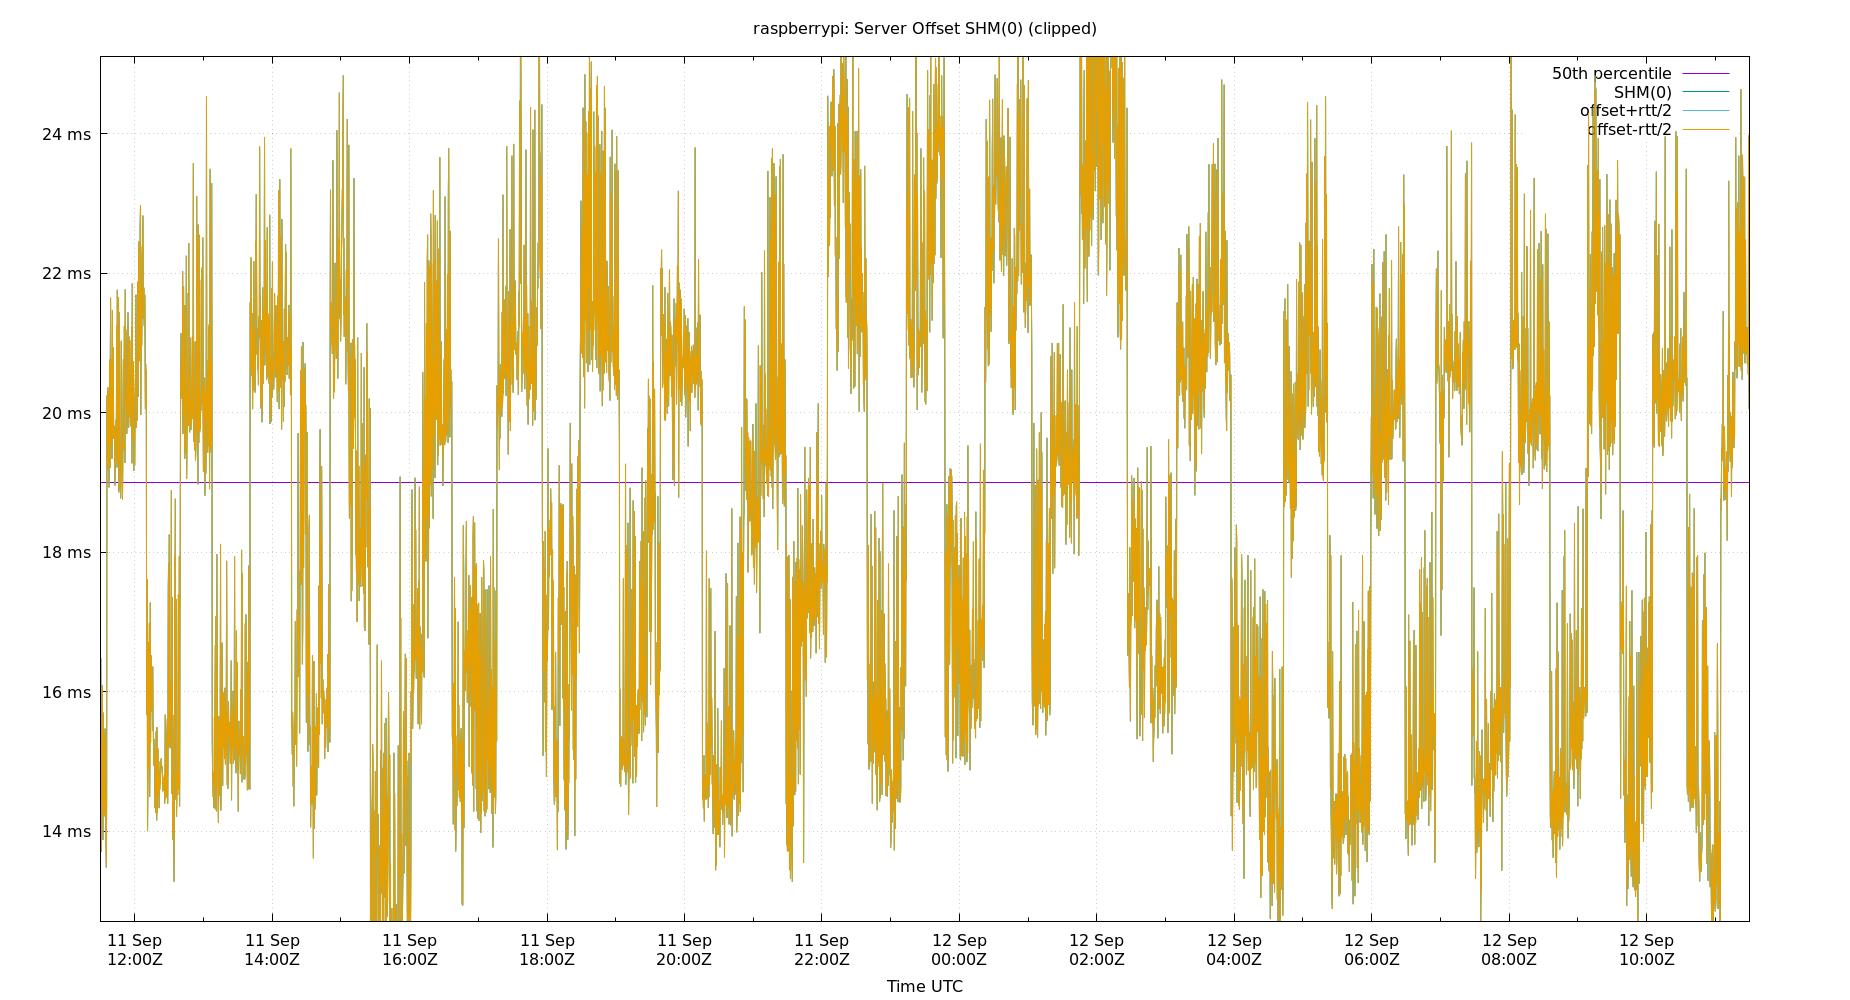 raspberrypi: Server Offset SHM(0) (clipped)
50th percentile
SHM(0)
offset+rtt/2
offset-rtt/2
24 ms
22 ms
20 ms
18 ms
16 ms
14 ms
11 Sep 11 Sep 11 Sep 11 Sep 11 Sep 11 Sep 12 Sep 12 Sep 12 Sep 12 Sep 12 Sep 12 Sep
12:00Z 14:00Z 16:00Z 18:00Z 20:00Z 22:00Z 00:00Z 02:00Z 04:00Z 06:00Z 08:00Z 10:00Z
Time UTC